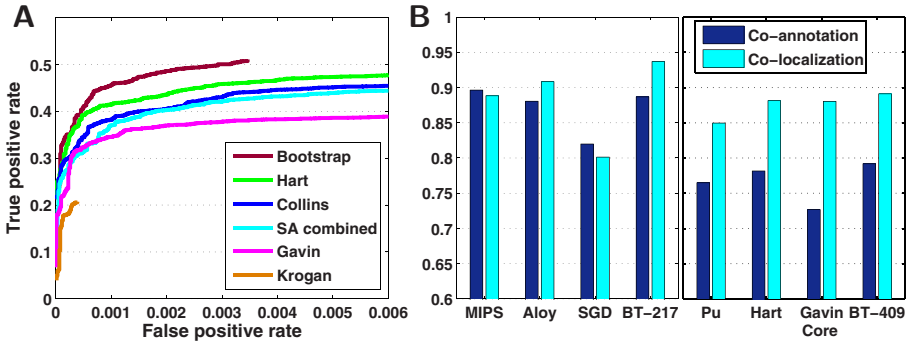 A
True positive rate
0.5
0.4
0.3
0.2
0.1
0
0 0.001 0.002 0.003 0.004 0.005 0.006
False positive rate
Bootstrap
Hart
Collins
SA combined
Gavin
Krogan
B
1
0.95
0.9
0.85
0.8
0.75
0.7
0.65
0.6
MIPS Aloy SGD BT−217
Co−annotation
Co−localization
Pu Hart Gavin BT−409
Core